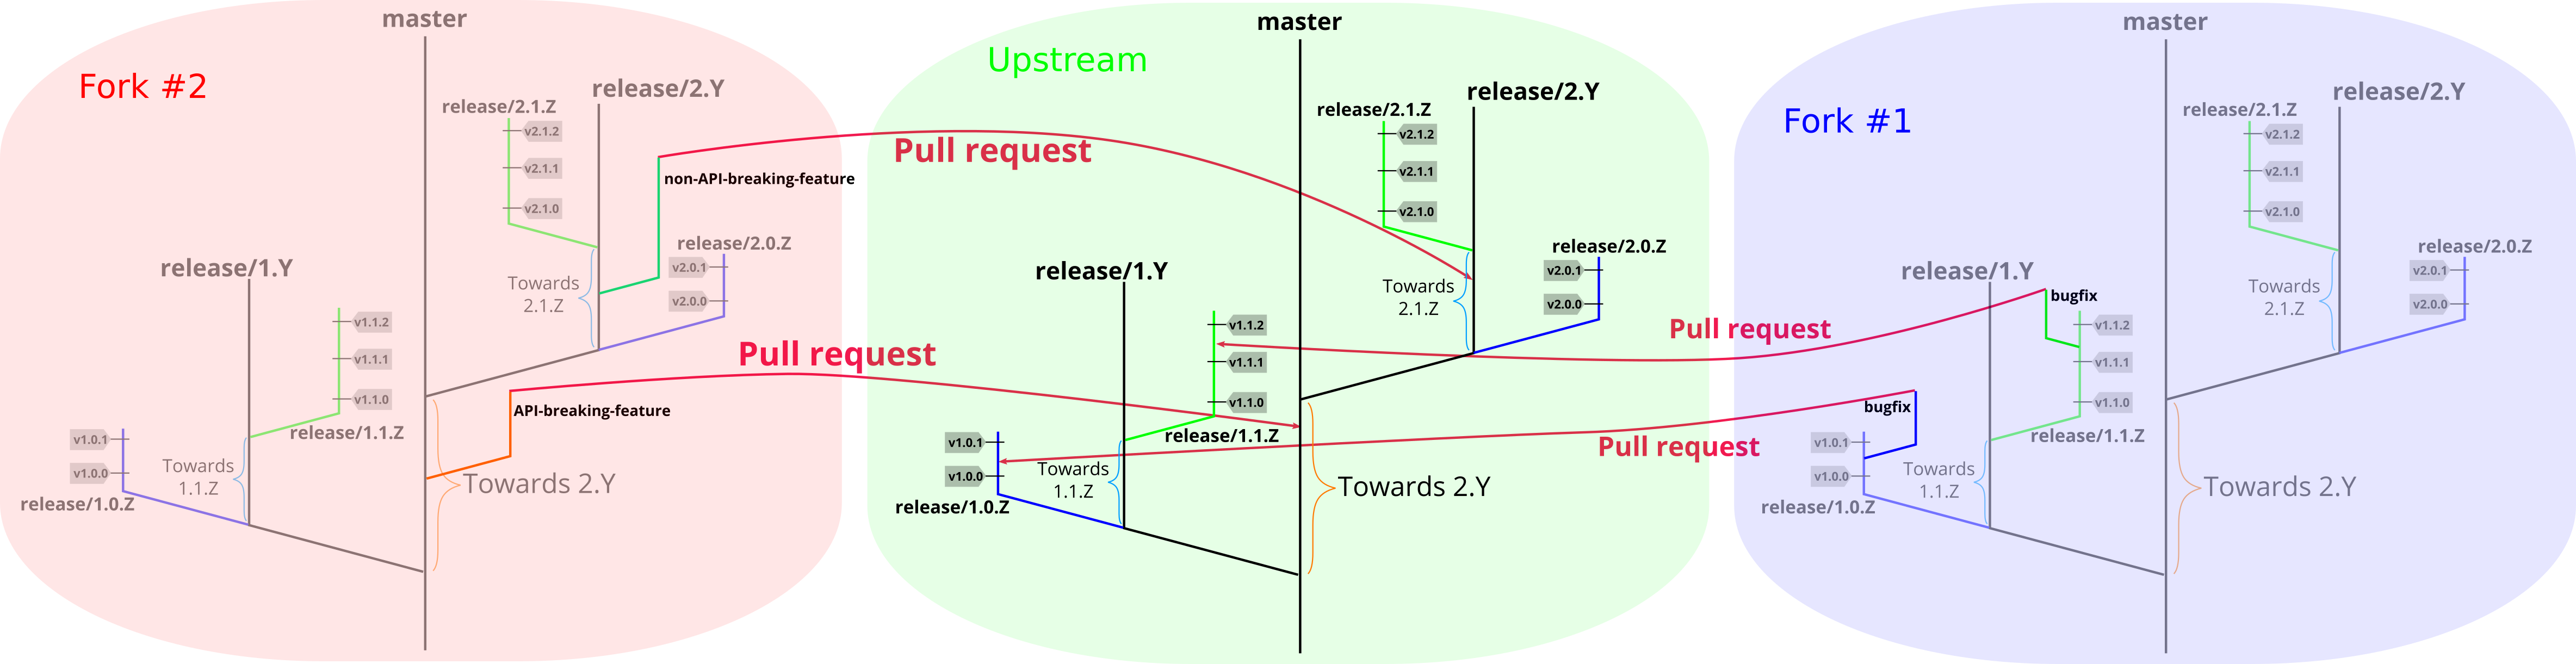 master
Fork #2
release/2.Y
release/2.1.Z
v2.1.2
v2.1.1
non-API-breaking-feature
v2.1.0
release/2.0.Z
release/1.Y
v2.0.1
Towards
2.1.Z
v2.0.0
v1.1.2
v1.1.1
v1.1.0
API-breaking-feature
release/1.1.Z
v1.0.1
Towards
1.1.Z
v1.0.0
Towards 2.Y
release/1.0.Z
Pull request
Pull request
master
Upstream
release/2.Y
release/2.1.Z
v2.1.2
v2.1.1
v2.1.0
release/2.0.Z
release/1.Y
v2.0.1
Towards
2.1.Z
v2.0.0
v1.1.2
v1.1.1
v1.1.0
release/1.1.Z
v1.0.1
Towards
1.1.Z
v1.0.0
Towards 2.Y
release/1.0.Z
Pull request
Pull request
master
Fork #1
release/2.Y
release/2.1.Z
v2.1.2
v2.1.1
v2.1.0
release/2.0.Z
release/1.Y
v2.0.1
Towards
2.1.Z
bugfix
v2.0.0
v1.1.2
v1.1.1
v1.1.0
bugfix
release/1.1.Z
v1.0.1
Towards
1.1.Z
v1.0.0
Towards 2.Y
release/1.0.Z